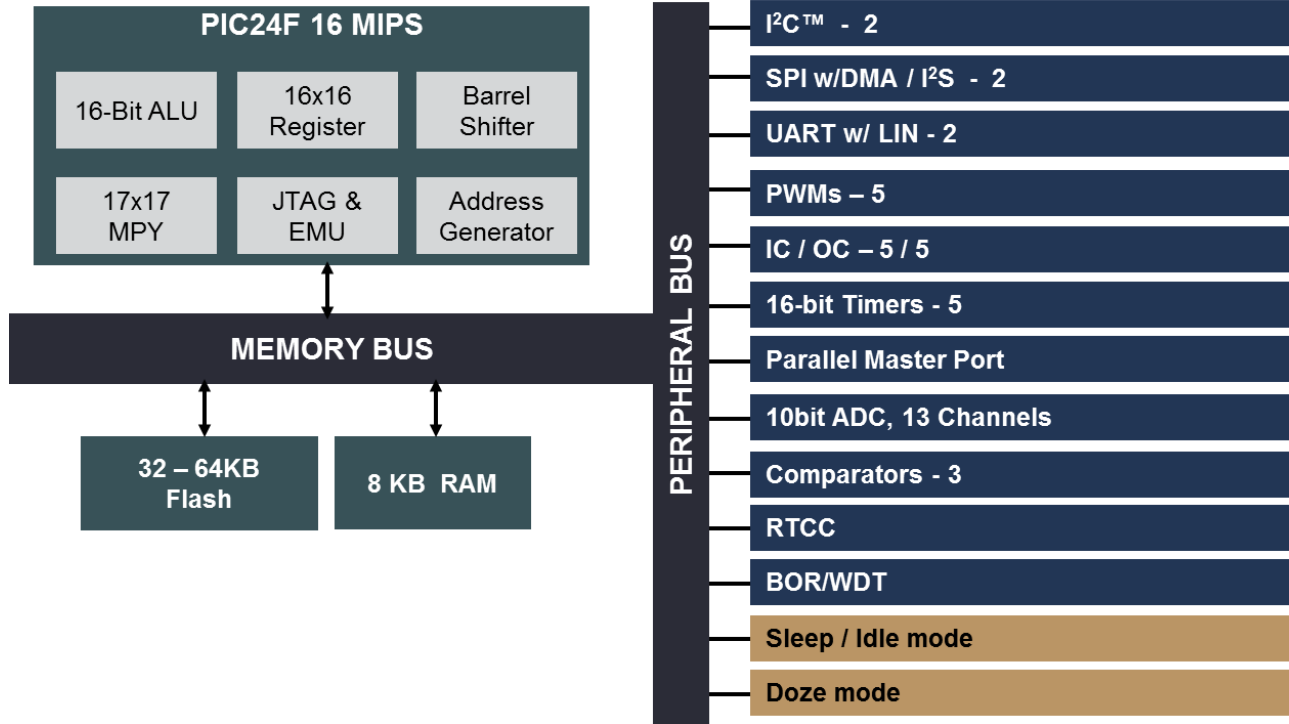 PIC24F 16 MIPS
16-Bit ALU
16x16
Register
Barrel
Shifter
17x17
MPY
JTAG &
EMU
Address
Generator
MEMORY BUS
32 – 64KB
Flash
8 KB RAM
PERIPHERAL BUS
I²C™ - 2
SPI w/DMA / I²S - 2
UART w/ LIN - 2
PWMs – 5
IC / OC – 5 / 5
16-bit Timers - 5
Parallel Master Port
10bit ADC, 13 Channels
Comparators - 3
RTCC
BOR/WDT
Sleep / Idle mode
Doze mode